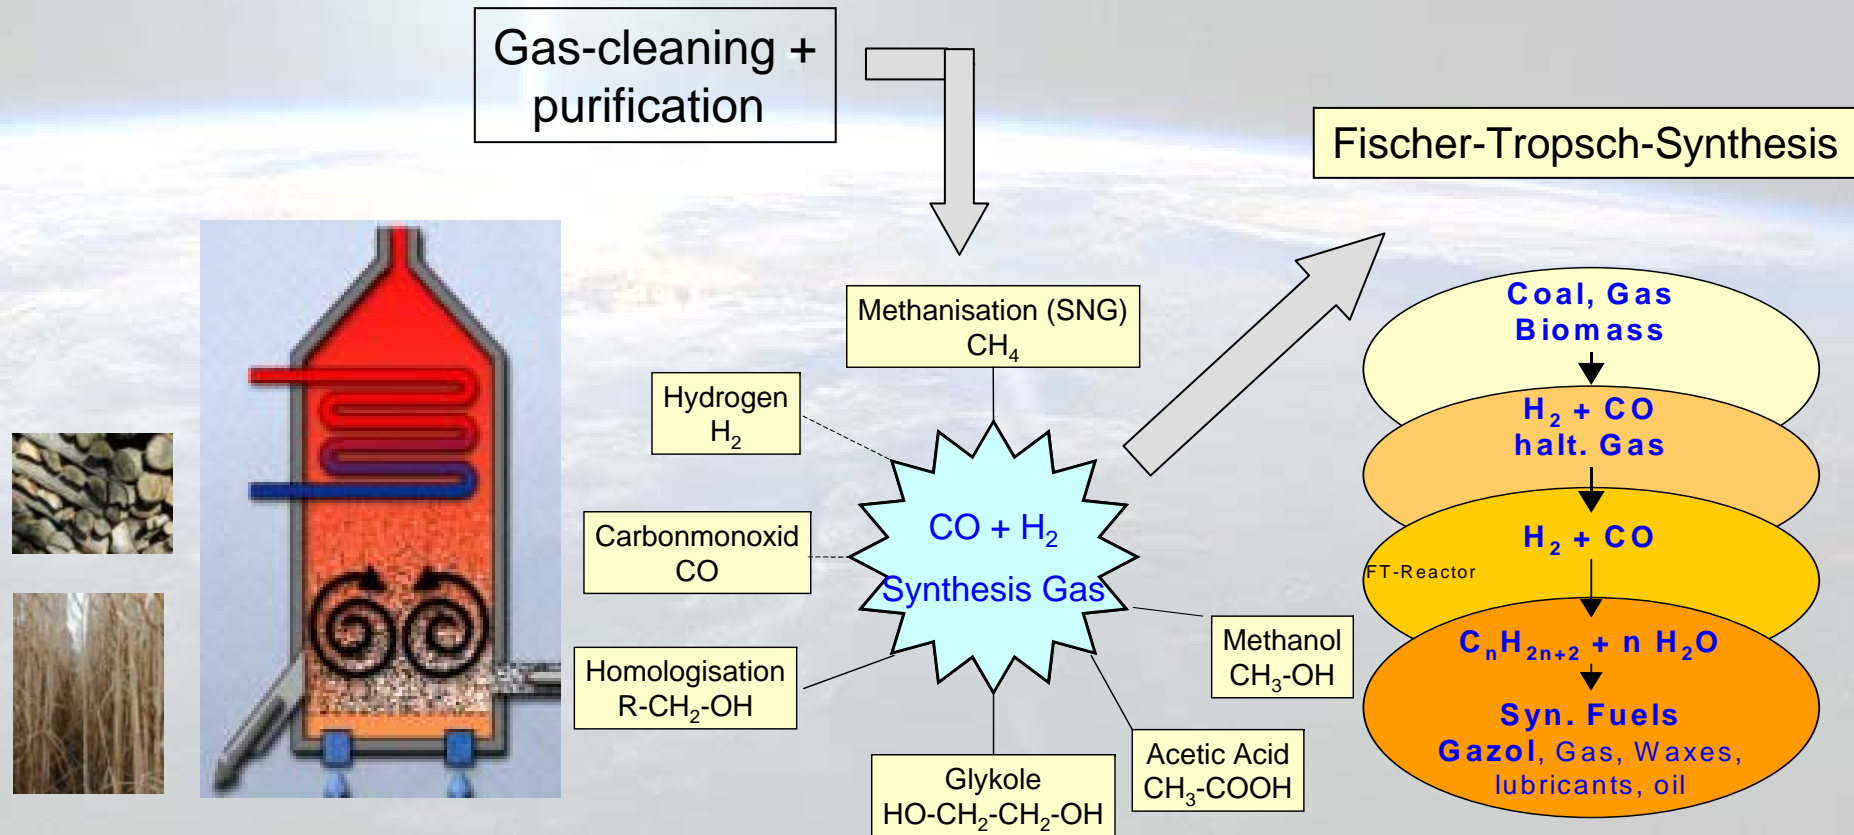 Gas-cleaning +
purification
Fischer-Tropsch-Synthesis
Methanisation (SNG)
CH₄
Hydrogen
H₂
Carbonmonoxid
CO
Homologisation
R-CH₂-OH
Glykole
HO-CH₂-CH₂-OH
Acetic Acid
CH₃-COOH
Methanol
CH₃-OH
CO + H₂
Synthesis Gas
Coal, Gas
Biomass
H₂ + CO
halt. Gas
H₂ + CO
FT-Reactor
CₙH₂ₙ₊₂ + n H₂O
Syn. Fuels
Gazol, Gas, Waxes,
lubricants, oil